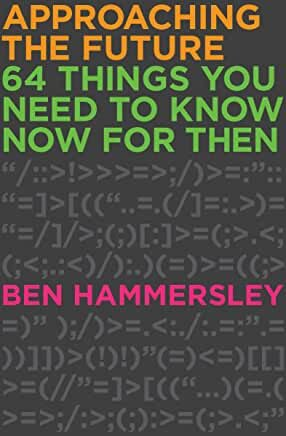 APPROACHING
THE FUTURE
64 THINGS YOU
NEED TO KNOW
NOW FOR THEN
“/::>!>>>=>;/)>=:”::
“=]>[((“..=.(/]=:.>)
“=/]/>;(;)[:]>=(;>.<;
(;<;.:</):.)(=)>=((;>
BEN HAMMERSLEY
=)” );/)>=.<:./:.=:”.=
))]])>(!)!)”(=)<=)[[]
>=(//”=]>[((“...)(=.)
>=>;/:>;(;):>=(;>.<;: